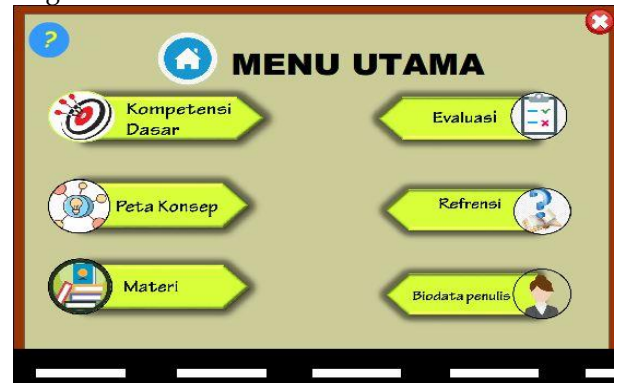 ?
MENU UTAMA
Kompetensi
Dasar
Peta Konsep
Materi
Evaluasi
Refrensi
Biodata penulis